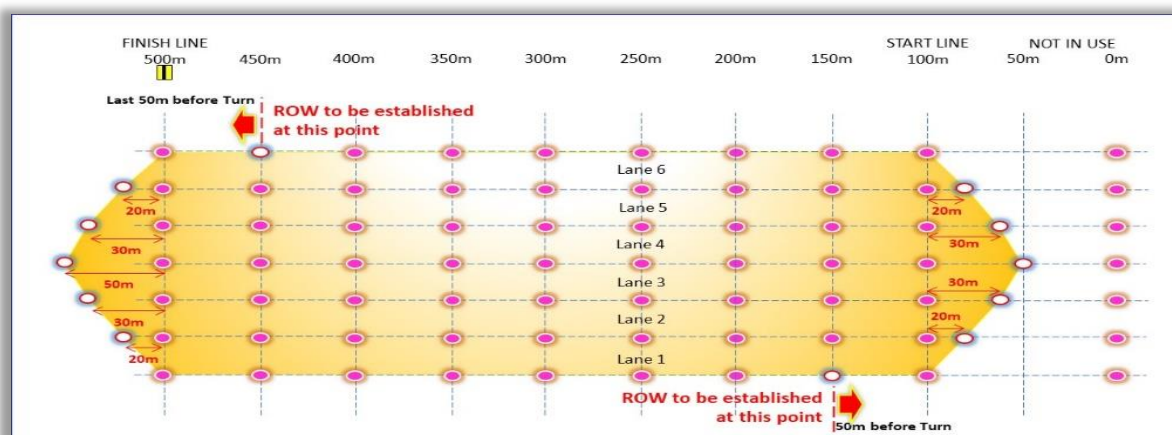 FINISH LINE START LINE NOT IN USE
500m 450m 400m 350m 300m 250m 200m 150m 100m 50m 0m
Last 50m before Turn
ROW to be established
at this point
Lane 6
Lane 5
20m 20m
Lane 4
30m 30m
50m
Lane 3
30m 30m
Lane 2
20m 20m
Lane 1
ROW to be established
at this point
50m before Turn